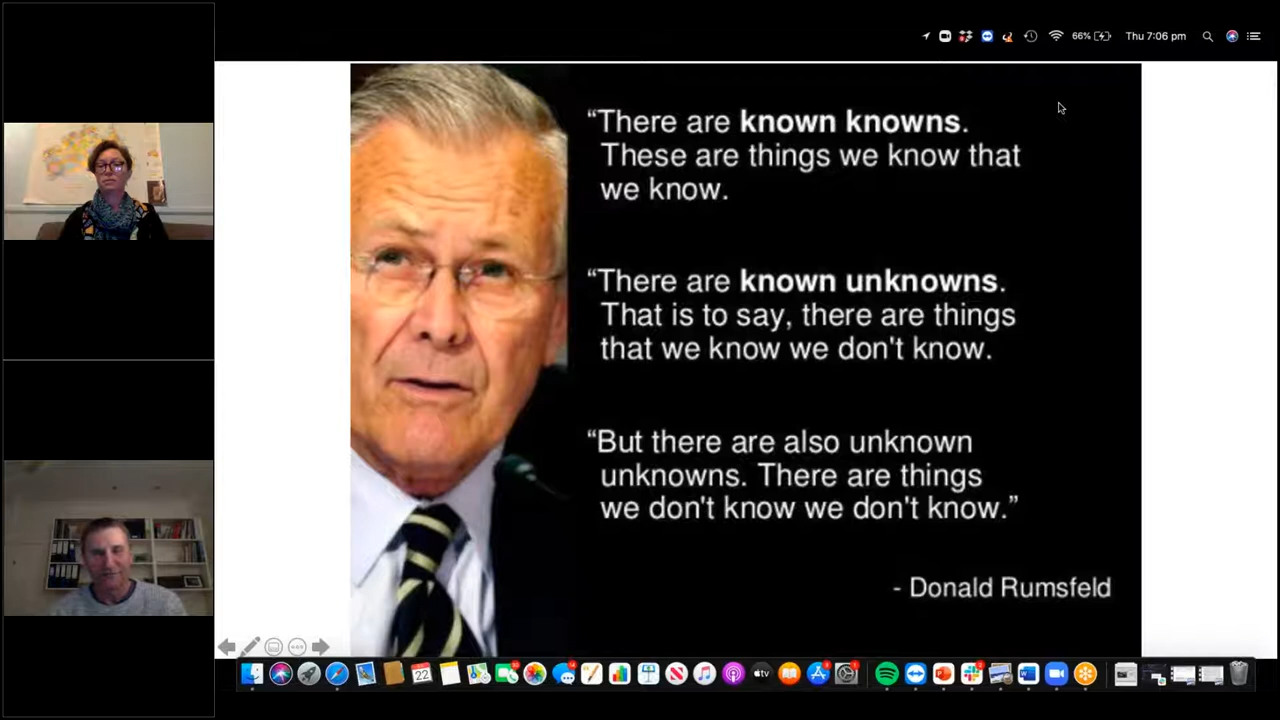 66%
Thu 7:06 pm
“There are known knowns.
These are things we know that
we know.
“There are known unknowns.
That is to say, there are things
that we know we don't know.
“But there are also unknown
unknowns. There are things
we don't know we don't know.”
- Donald Rumsfeld
22
tv